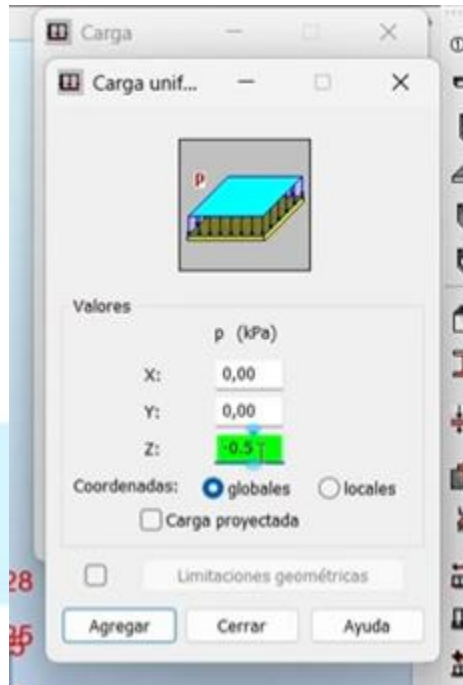 Carga
Carga unif...
p
Valores
p (kPa)
X: 0,00
Y: 0,00
Z: -0.5
Coordenadas: globales locales
Carga proyectada
Limitaciones geométricas
28
Agregar Cerrar Ayuda